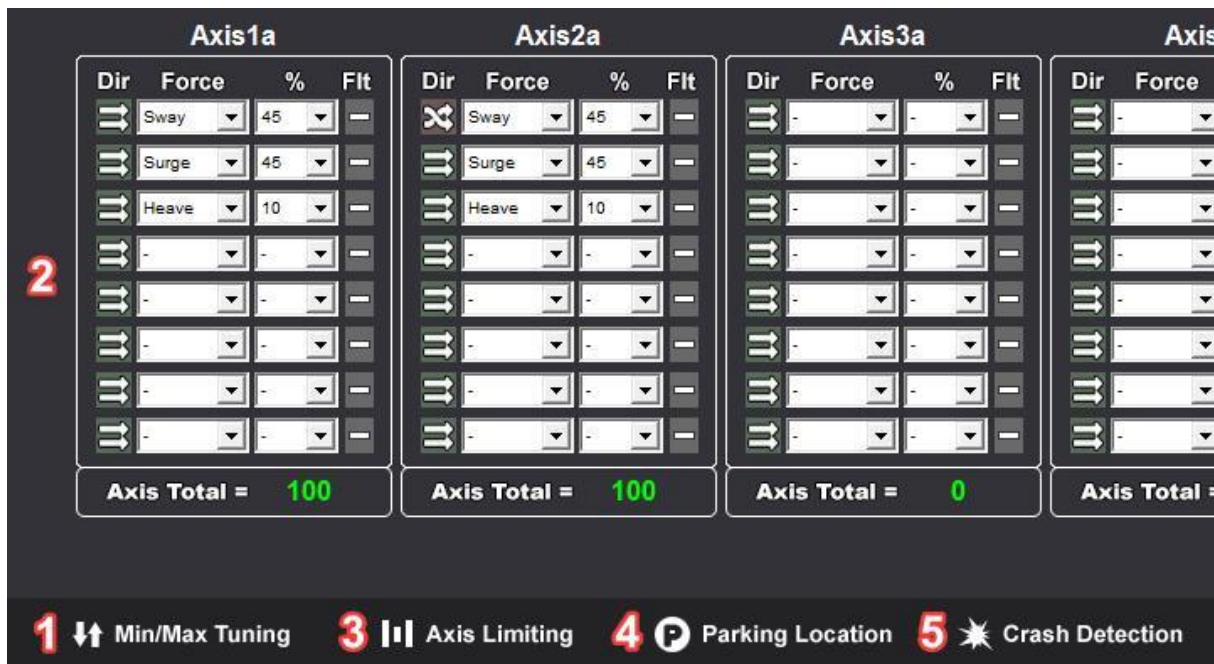 Axis1a Axis2a Axis3a Axis
Dir Force % Flt Dir Force % Flt Dir Force % Flt Dir Force
Sway 45 Sway 45 - - -
Surge 45 Surge 45 - - -
Heave 10 Heave 10 - - -
- - - - - - -
2
- - - - - - -
- - - - - - -
- - - - - - -
- - - - - - -
Axis Total = 100 Axis Total = 100 Axis Total = 0 Axis Total =
1 Min/Max Tuning 3 Axis Limiting 4 P Parking Location 5 Crash Detection